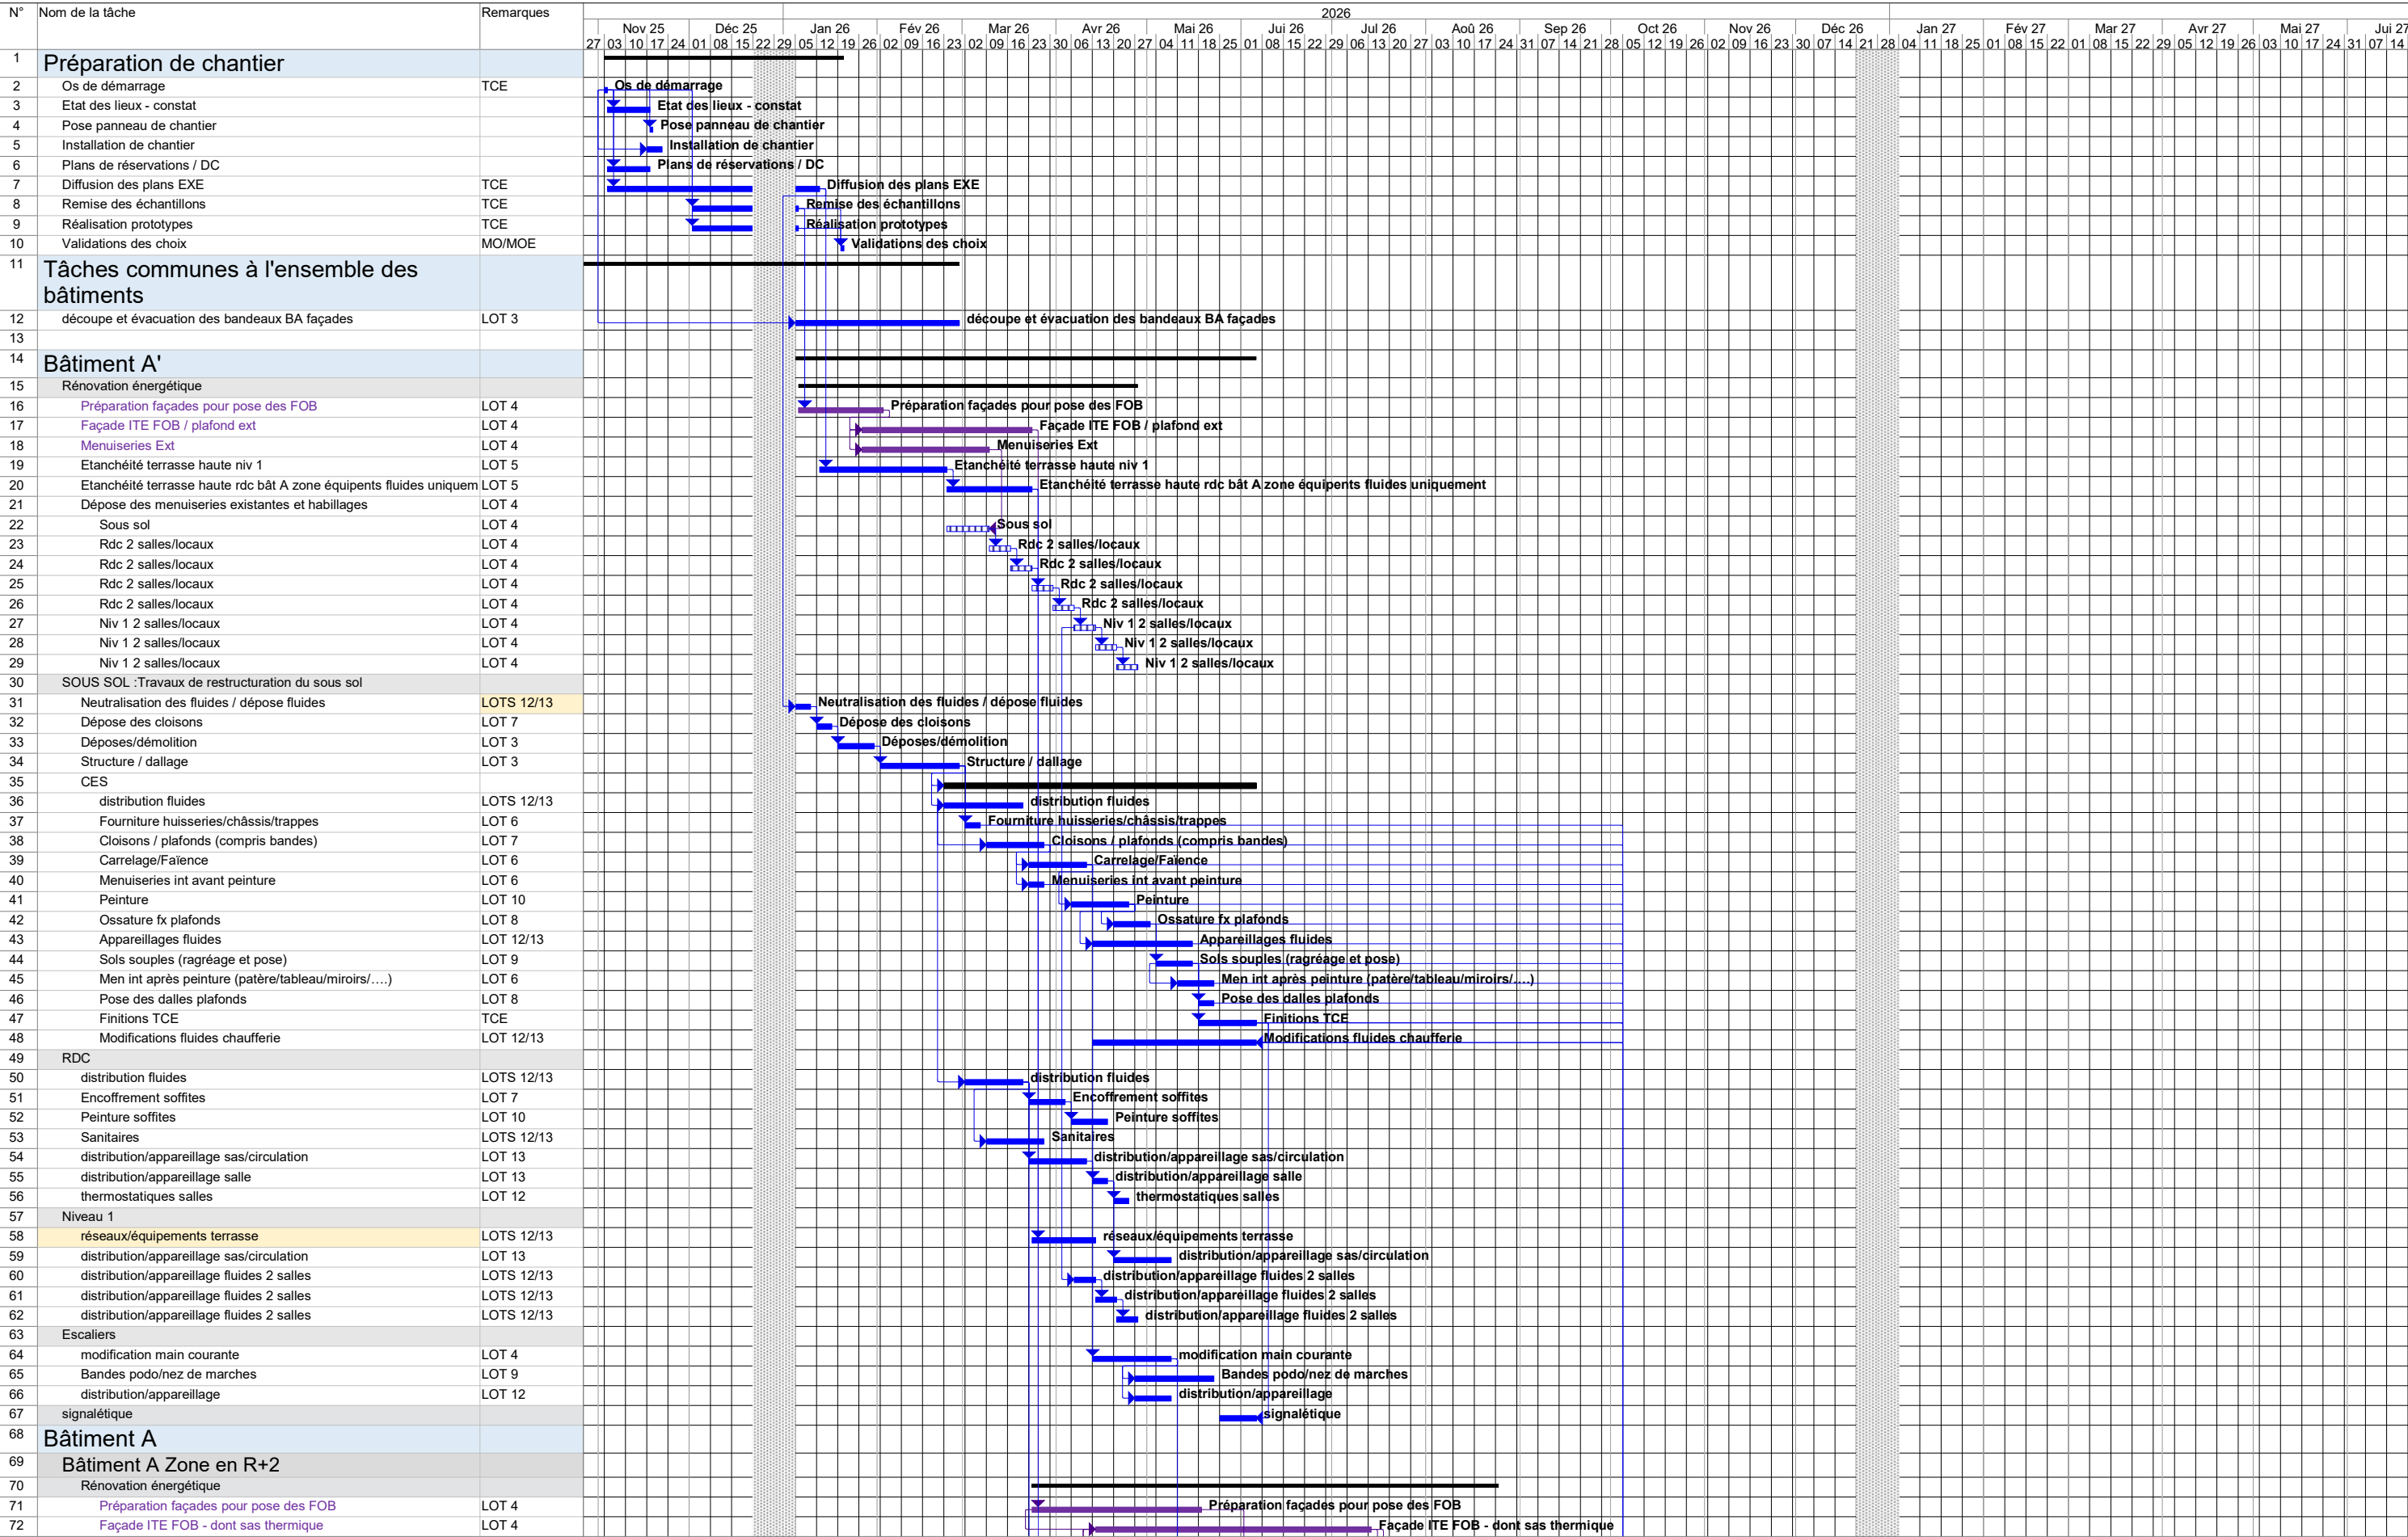 N° Nom de la tâche Remarques
2026
Nov 25 Déc 25 Jan 26 Fév 26 Mar 26 Avr 26 Mai 26 Jui 26 Jul 26 Aoû 26 Sep 26 Oct 26 Nov 26 Déc 26 Jan 27 Fév 27 Mar 27 Avr 27 Mai 27 Jui 27
27 03 10 17 24 01 08 15 22 29 05 12 19 26 02 09 16 23 02 09 16 23 30 06 13 20 27 04 11 18 25 01 08 15 22 29 06 13 20 27 03 10 17 24 31 07 14 21 28 05 12 19 26 02 09 16 23 30 07 14 21 28 04 11 18 25 01 08 15 22 01 08 15 22 29 05 12 19 26 03 10 17 24 31 07 14
1 Préparation de chantier
2 Os de démarrage TCE Os de démarrage
3 Etat des lieux - constat Etat des lieux - constat
4 Pose panneau de chantier Pose panneau de chantier
5 Installation de chantier Installation de chantier
6 Plans de réservations / DC Plans de réservations / DC
7 Diffusion des plans EXE TCE Diffusion des plans EXE
8 Remise des échantillons TCE Remise des échantillons
9 Réalisation prototypes TCE Réalisation prototypes
10 Validations des choix MO/MOE Validations des choix
11 Tâches communes à l'ensemble des
bâtiments
12 découpe et évacuation des bandeaux BA façades LOT 3 découpe et évacuation des bandeaux BA façades
13
14 Bâtiment A'
15 Rénovation énergétique
16 Préparation façades pour pose des FOB LOT 4 Préparation façades pour pose des FOB
17 Façade ITE FOB / plafond ext LOT 4 Façade ITE FOB / plafond ext
18 Menuiseries Ext LOT 4 Menuiseries Ext
19 Etanchéité terrasse haute niv 1 LOT 5 Etanchéité terrasse haute niv 1
20 Etanchéité terrasse haute rdc bât A zone équipents fluides uniquem LOT 5 Etanchéité terrasse haute rdc bât A zone équipents fluides uniquement
21 Dépose des menuiseries existantes et habillages LOT 4
22 Sous sol LOT 4 Sous sol
23 Rdc 2 salles/locaux LOT 4 Rdc 2 salles/locaux
24 Rdc 2 salles/locaux LOT 4 Rdc 2 salles/locaux
25 Rdc 2 salles/locaux LOT 4 Rdc 2 salles/locaux
26 Rdc 2 salles/locaux LOT 4 Rdc 2 salles/locaux
27 Niv 1 2 salles/locaux LOT 4 Niv 1 2 salles/locaux
28 Niv 1 2 salles/locaux LOT 4 Niv 1 2 salles/locaux
29 Niv 1 2 salles/locaux LOT 4 Niv 1 2 salles/locaux
30 SOUS SOL :Travaux de restructuration du sous sol
31 Neutralisation des fluides / dépose fluides LOTS 12/13 Neutralisation des fluides / dépose fluides
32 Dépose des cloisons LOT 7 Dépose des cloisons
33 Déposes/démolition LOT 3 Déposes/démolition
34 Structure / dallage LOT 3 Structure / dallage
35 CES
36 distribution fluides LOTS 12/13 distribution fluides
37 Fourniture huisseries/châssis/trappes LOT 6 Fourniture huisseries/châssis/trappes
38 Cloisons / plafonds (compris bandes) LOT 7 Cloisons / plafonds (compris bandes)
39 Carrelage/Faïence LOT 6 Carrelage/Faïence
40 Menuiseries int avant peinture LOT 6 Menuiseries int avant peinture
41 Peinture LOT 10 Peinture
42 Ossature fx plafonds LOT 8 Ossature fx plafonds
43 Appareillages fluides LOT 12/13 Appareillages fluides
44 Sols souples (ragréage et pose) LOT 9 Sols souples (ragréage et pose)
45 Men int après peinture (patère/tableau/miroirs/….) LOT 6 Men int après peinture (patère/tableau/miroirs/….)
46 Pose des dalles plafonds LOT 8 Pose des dalles plafonds
47 Finitions TCE TCE Finitions TCE
48 Modifications fluides chaufferie LOT 12/13 Modifications fluides chaufferie
49 RDC
50 distribution fluides LOTS 12/13 distribution fluides
51 Encoffrement soffites LOT 7 Encoffrement soffites
52 Peinture soffites LOT 10 Peinture soffites
53 Sanitaires LOTS 12/13 Sanitaires
54 distribution/appareillage sas/circulation LOT 13 distribution/appareillage sas/circulation
55 distribution/appareillage salle LOT 13 distribution/appareillage salle
56 thermostatiques salles LOT 12 thermostatiques salles
57 Niveau 1
58 réseaux/équipements terrasse LOTS 12/13 réseaux/équipements terrasse
59 distribution/appareillage sas/circulation LOT 13 distribution/appareillage sas/circulation
60 distribution/appareillage fluides 2 salles LOTS 12/13 distribution/appareillage fluides 2 salles
61 distribution/appareillage fluides 2 salles LOTS 12/13 distribution/appareillage fluides 2 salles
62 distribution/appareillage fluides 2 salles LOTS 12/13 distribution/appareillage fluides 2 salles
63 Escaliers
64 modification main courante LOT 4 modification main courante
65 Bandes podo/nez de marches LOT 9 Bandes podo/nez de marches
66 distribution/appareillage LOT 12 distribution/appareillage
67 signalétique signalétique
68 Bâtiment A
69 Bâtiment A Zone en R+2
70 Rénovation énergétique
71 Préparation façades pour pose des FOB LOT 4 Préparation façades pour pose des FOB
72 Façade ITE FOB - dont sas thermique LOT 4 Façade ITE FOB - dont sas thermique